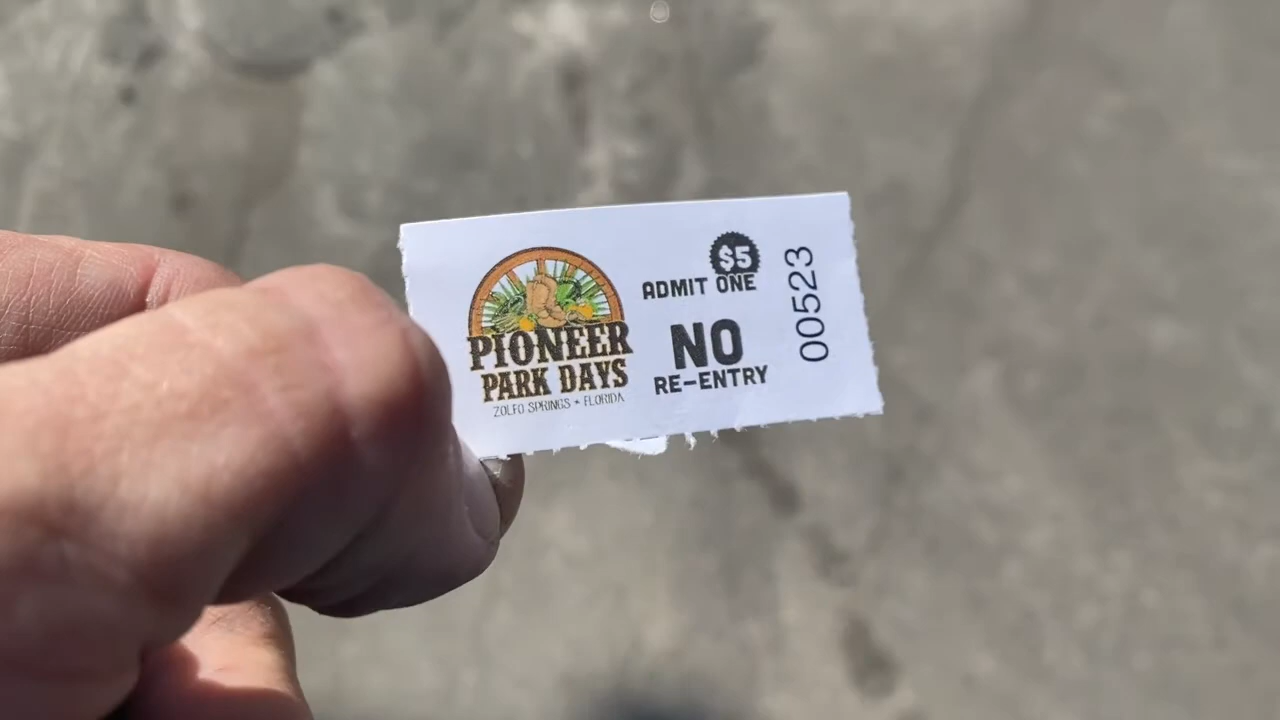 PIONEER
PARK DAYS
ZOLFO SPRINGS + FLORIDA
$5
ADMIT ONE
NO
RE-ENTRY
00523